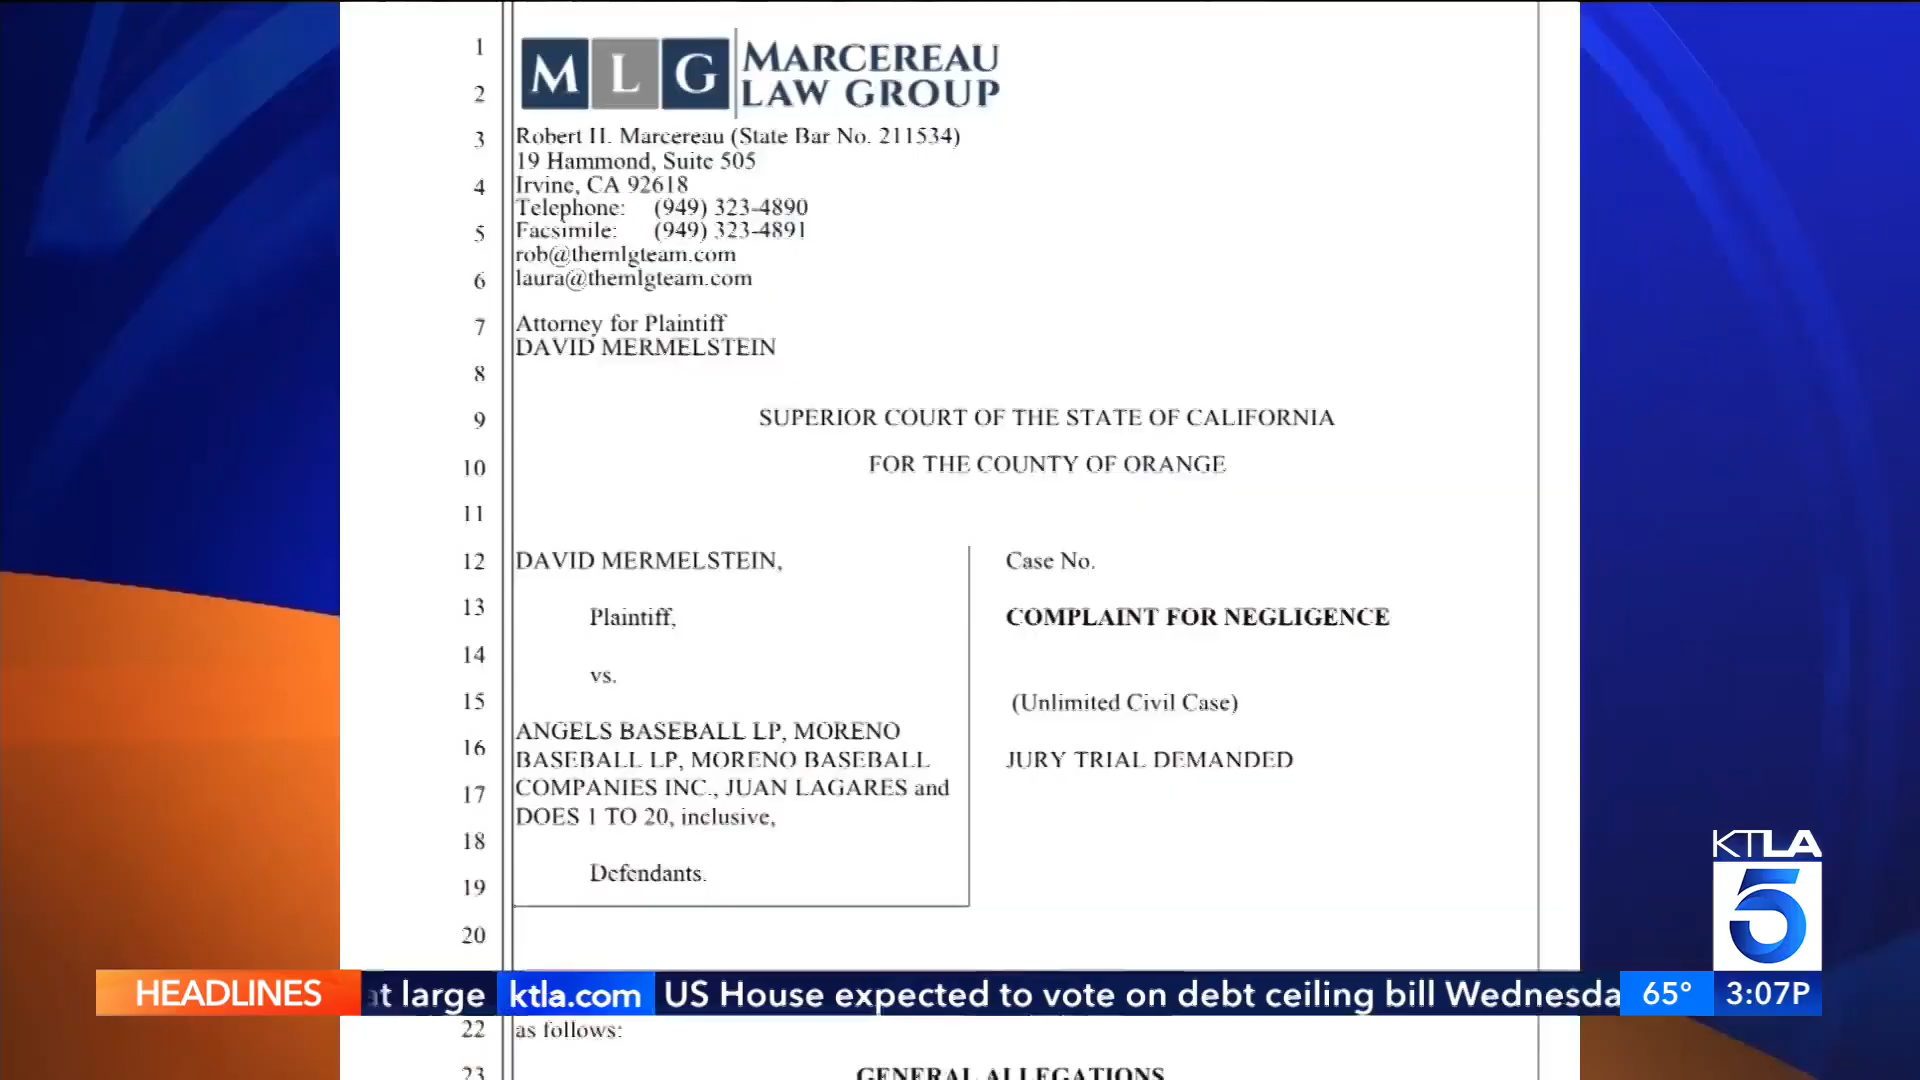 1
MLG MARCEREAU
2
LAW GROUP
3 Robert H. Marcereau (State Bar No. 211534)
19 Hammond, Suite 505
4 Irvine, CA 92618
Telephone: (949) 323-4890
5 Facsimile: (949) 323-4891
rob@themlgteam.com
6 laura@themlgteam.com
7 Attorney for Plaintiff
DAVID MERMELSTEIN
8
9 SUPERIOR COURT OF THE STATE OF CALIFORNIA
10 FOR THE COUNTY OF ORANGE
11
12 DAVID MERMELSTEIN, Case No.
13 Plaintiff, COMPLAINT FOR NEGLIGENCE
14
vs.
15 (Unlimited Civil Case)
ANGELS BASEBALL LP, MORENO
16 BASEBALL LP, MORENO BASEBALL JURY TRIAL DEMANDED
17 COMPANIES INC., JUAN LAGARES and
DOES 1 TO 20, inclusive,
18
Defendants.
19
20
KTLA
5
HEADLINES at large ktla.com US House expected to vote on debt ceiling bill Wednesda 65° 3:07P
22 as follows:
23 GENERAL ALLEGATIONS